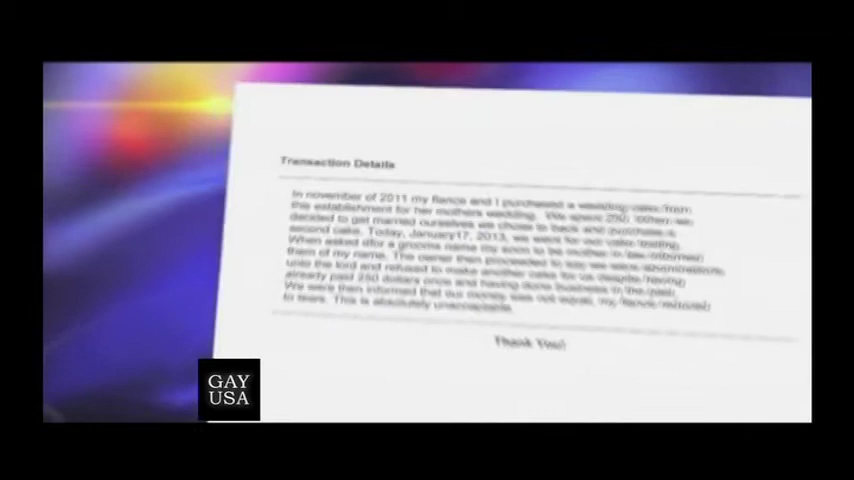 Transaction Details
In november of 2011 my fiance and I purchased a wedding cake from
this establishment for her mothers wedding. We spent 250. When we
decided to get married ourselves we chose to back and purchase a
second cake. Today, January17, 2013, we went for our cake tasting.
When asked dfor a grooms name my soon to be mother in law informed
them of my name. The owner then proceeded to say we were abominations
unto the lord and refused to make another cake for us despite having
already paid 250 dollars once and having done business in the past.
We were then informed that our money was not equal, my fiance reduced
to tears. This is absolutely unacceptable.
Thank You!
GAY
USA